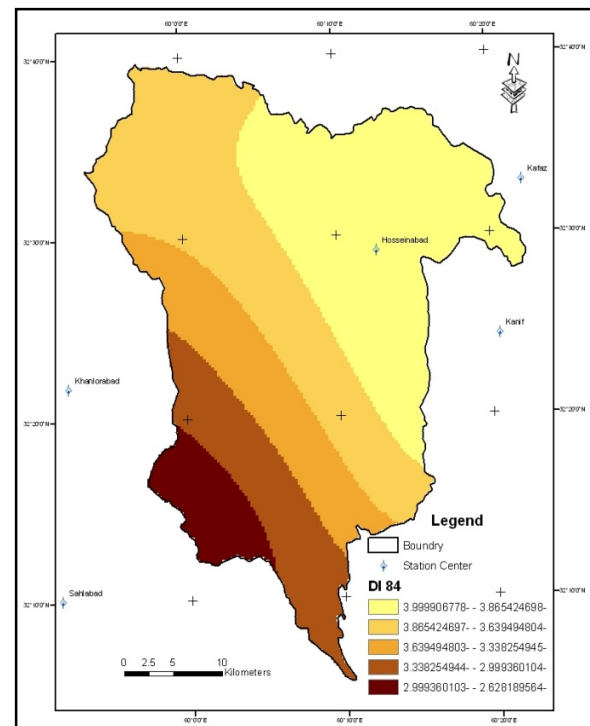 60°0'0"E 60°10'0"E 60°20'0"E
32°40'0"N 32°40'0"N
N
Kafaz
Hosseinabad
32°30'0"N 32°30'0"N
Kanif
Khanlorabad
32°20'0"N 32°20'0"N
Legend
Boundry
Station Center
Sahlabad
DI 84
32°10'0"N 32°10'0"N
3.999906778- - 3.865424698-
3.865424697- - 3.639494804-
3.639494803- - 3.338254945-
3.338254944- - 2.999360104-
2.999360103- - 2.628189564-
0 2.5 5 10
Kilometers
60°0'0"E 60°10'0"E 60°20'0"E